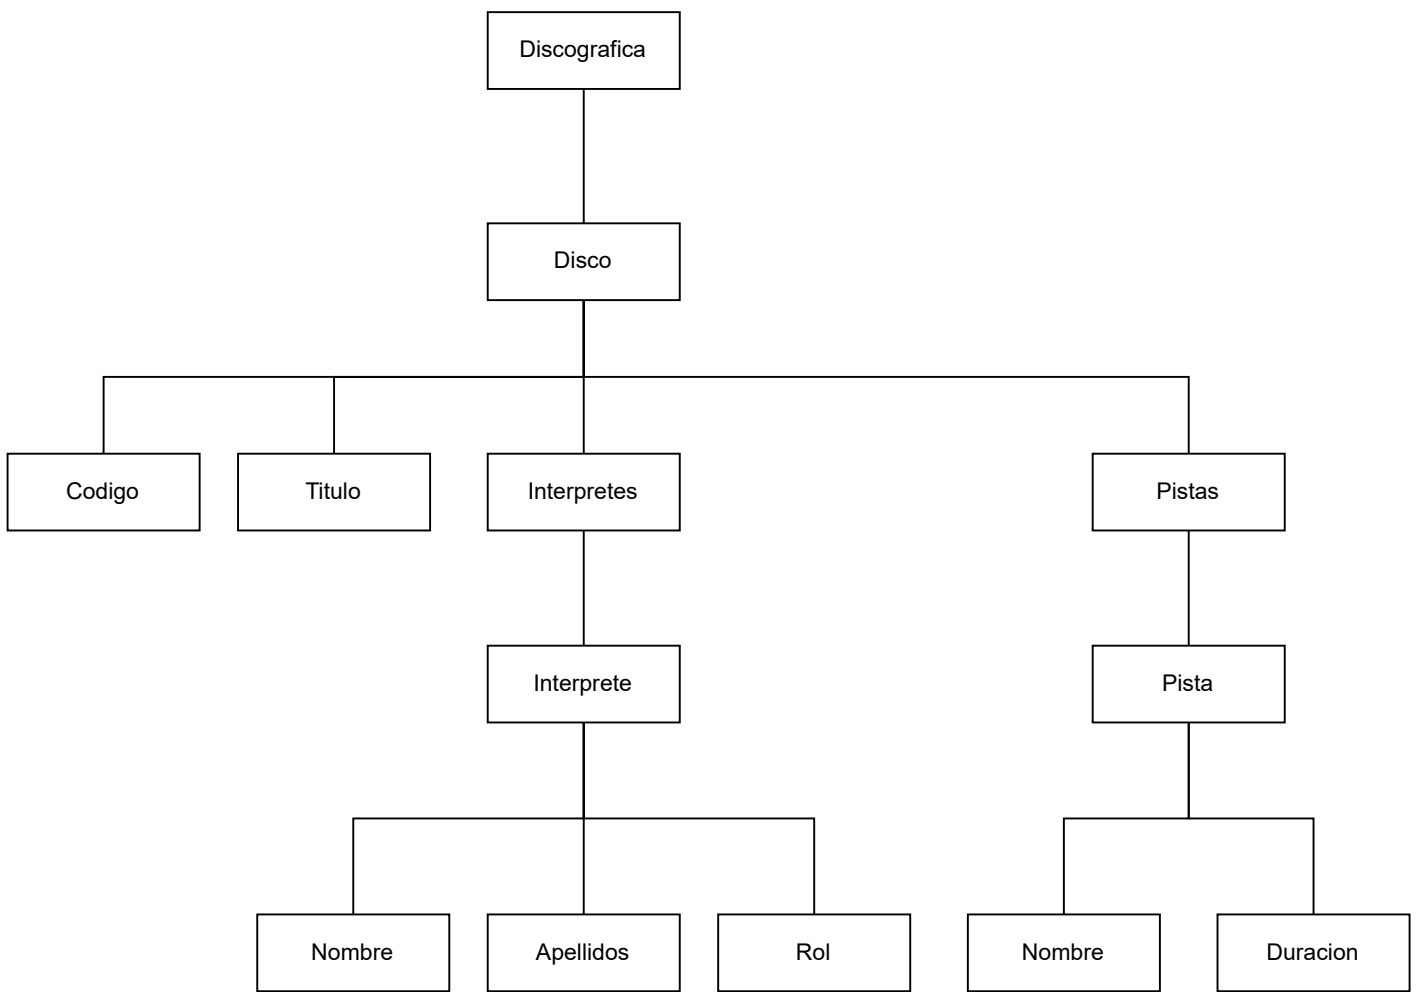 Discografica
Disco
Codigo
Titulo
Interpretes
Pistas
Interprete
Pista
Nombre
Apellidos
Rol
Nombre
Duracion